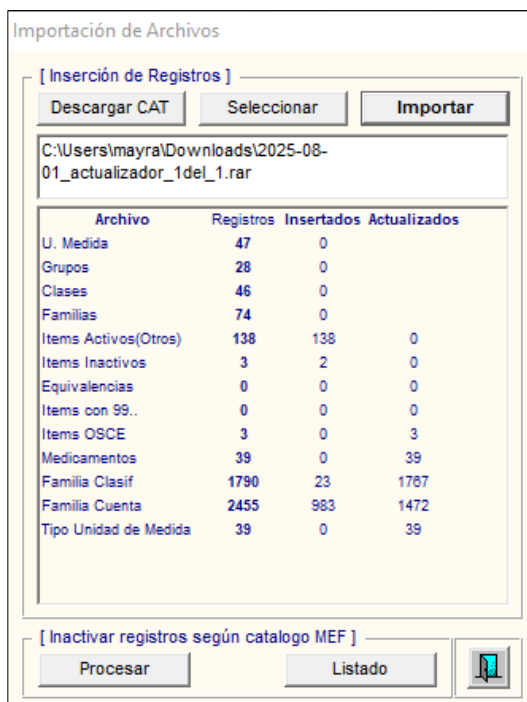 Importación de Archivos
[ Inserción de Registros ]
Descargar CAT Seleccionar Importar
C:\Users\mayra\Downloads\2025-08-
01_actualizador_1del_1.rar
Archivo Registros Insertados Actualizados
U. Medida 47 0
Grupos 28 0
Clases 46 0
Familias 74 0
Items Activos(Otros) 138 138 0
Items Inactivos 3 2 0
Equivalencias 0 0 0
Items con 99.. 0 0 0
Items OSCE 3 0 3
Medicamentos 39 0 39
Familia Clasif 1790 23 1767
Familia Cuenta 2455 983 1472
Tipo Unidad de Medida 39 0 39
[ Inactivar registros según catalogo MEF ]
Procesar Listado